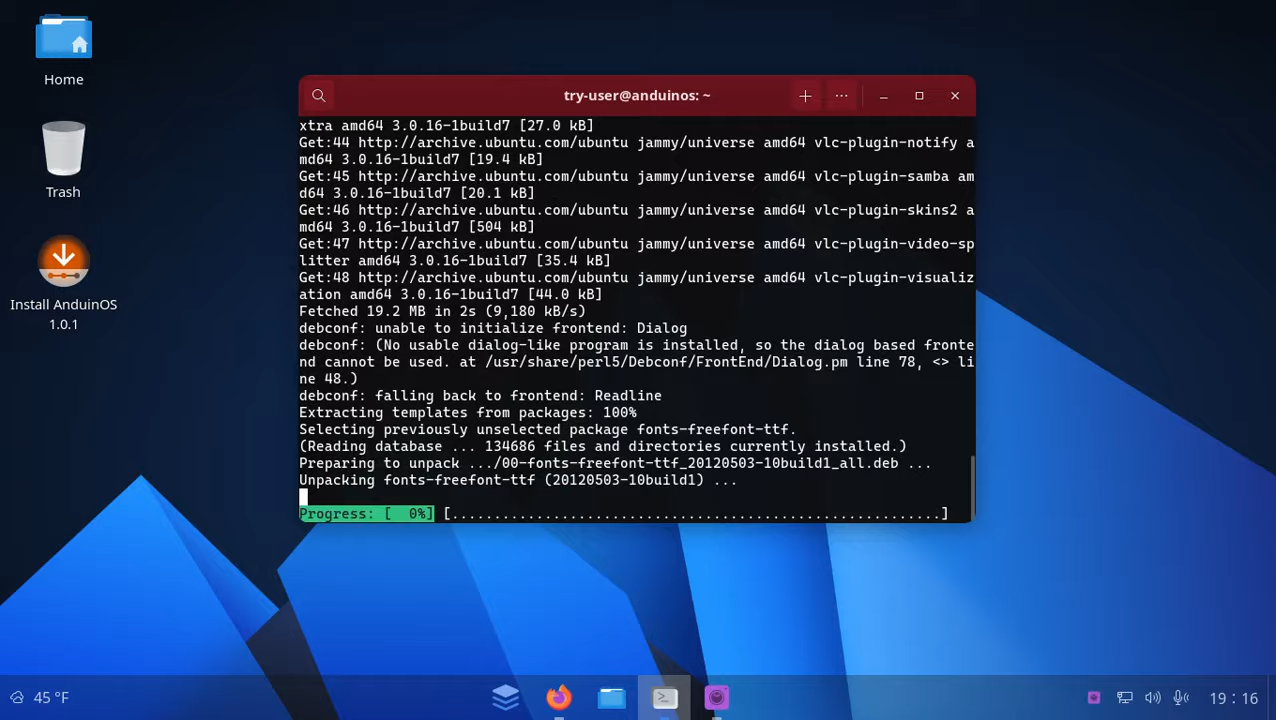 Home
Trash
Install AnduinOS
1.0.1
try-user@anduinos: ~
xtra amd64 3.0.16-1build7 [27.0 kB]
Get:44 http://archive.ubuntu.com/ubuntu jammy/universe amd64 vlc-plugin-notify a
md64 3.0.16-1build7 [19.4 kB]
Get:45 http://archive.ubuntu.com/ubuntu jammy/universe amd64 vlc-plugin-samba am
d64 3.0.16-1build7 [20.1 kB]
Get:46 http://archive.ubuntu.com/ubuntu jammy/universe amd64 vlc-plugin-skins2 a
md64 3.0.16-1build7 [504 kB]
Get:47 http://archive.ubuntu.com/ubuntu jammy/universe amd64 vlc-plugin-video-sp
litter amd64 3.0.16-1build7 [35.4 kB]
Get:48 http://archive.ubuntu.com/ubuntu jammy/universe amd64 vlc-plugin-visualiz
ation amd64 3.0.16-1build7 [44.0 kB]
Fetched 19.2 MB in 2s (9,180 kB/s)
debconf: unable to initialize frontend: Dialog
debconf: (No usable dialog-like program is installed, so the dialog based fronte
nd cannot be used. at /usr/share/perl5/Debconf/FrontEnd/Dialog.pm line 78, <> li
ne 48.)
debconf: falling back to frontend: Readline
Extracting templates from packages: 100%
Selecting previously unselected package fonts-freefont-ttf.
(Reading database ... 134686 files and directories currently installed.)
Preparing to unpack .../00-fonts-freefont-ttf_20120503-10build1_all.deb ...
Unpacking fonts-freefont-ttf (20120503-10build1) ...
Progress: [  0%] [..........................................................]
45 °F
19 : 16